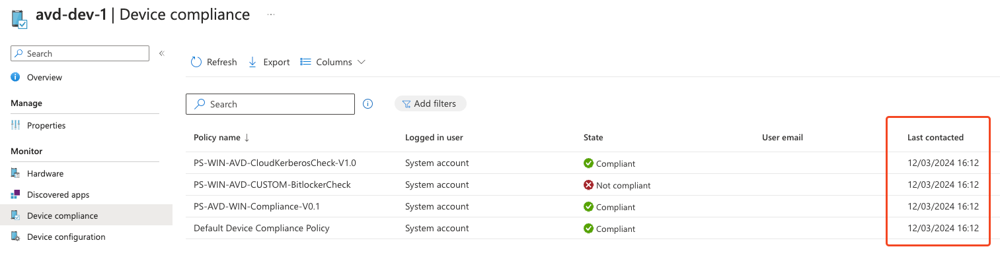 avd-dev-1 | Device compliance ...
Search
Overview
Manage
Properties
Monitor
Hardware
Discovered apps
Device compliance
Device configuration
Refresh Export Columns
Search Add filters
Policy name ↓ Logged in user State User email Last contacted
PS-WIN-AVD-CloudKerberosCheck-V1.0 System account Compliant 12/03/2024 16:12
PS-WIN-AVD-CUSTOM-BitlockerCheck System account Not compliant 12/03/2024 16:12
PS-AVD-WIN-Compliance-V0.1 System account Compliant 12/03/2024 16:12
Default Device Compliance Policy System account Compliant 12/03/2024 16:12